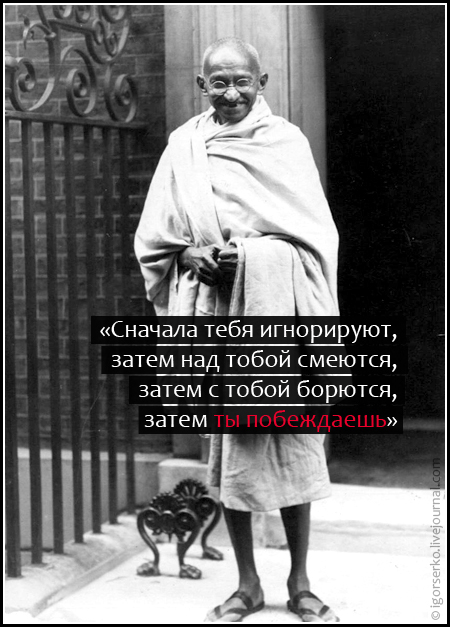 «Сначала тебя игнорируют,
затем над тобой смеются,
затем с тобой борются,
затем ты побеждаешь»
© igorserko.livejournal.com